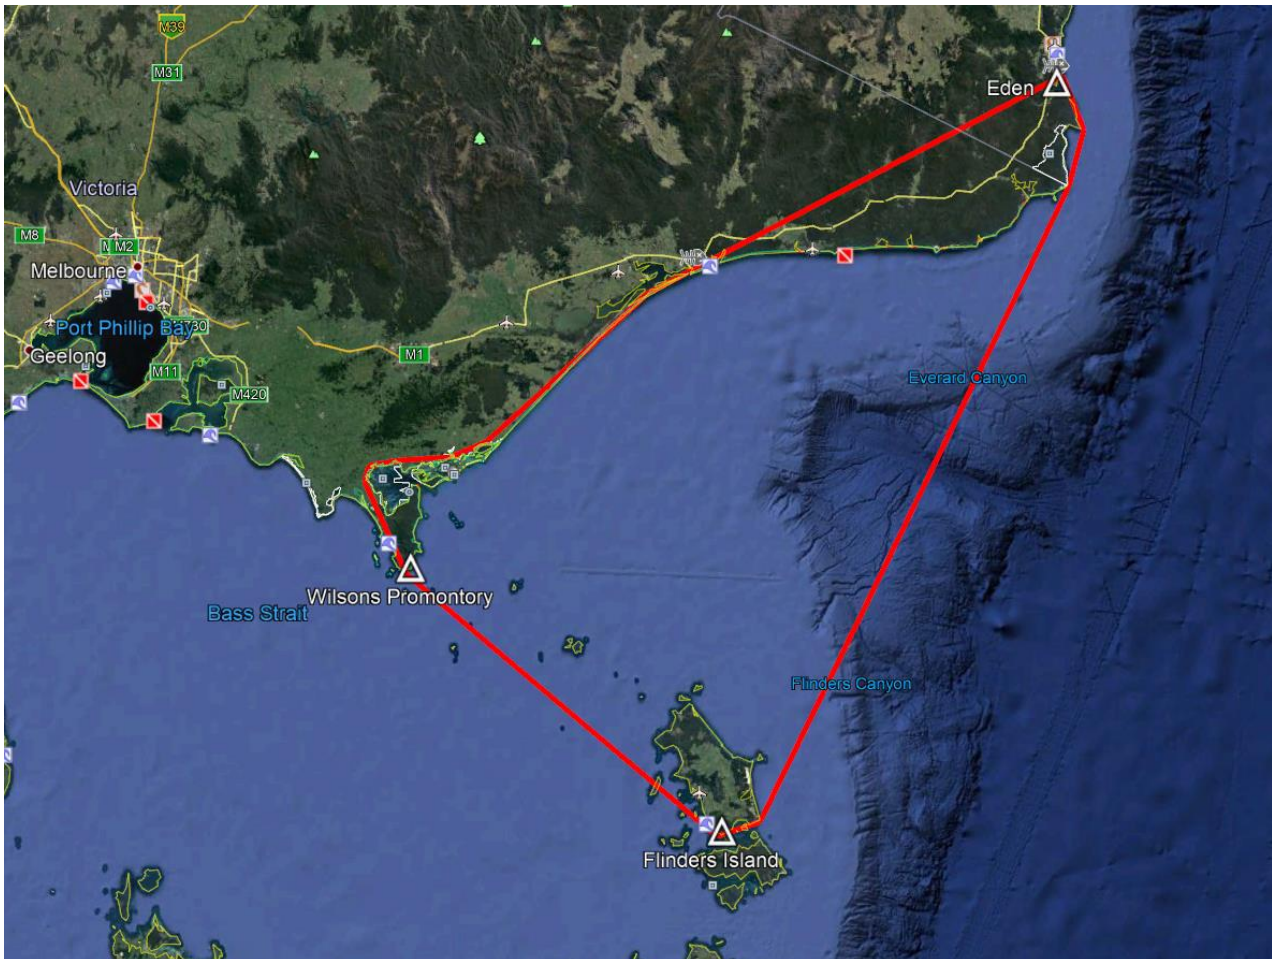 M39
M31
Eden
Victoria
M8
M2
Melbourne
Port Phillip Bay
Geelong
M1
M11
M420
Everard Canyon
Wilsons Promontory
Bass Strait
Flinders Canyon
Flinders Island